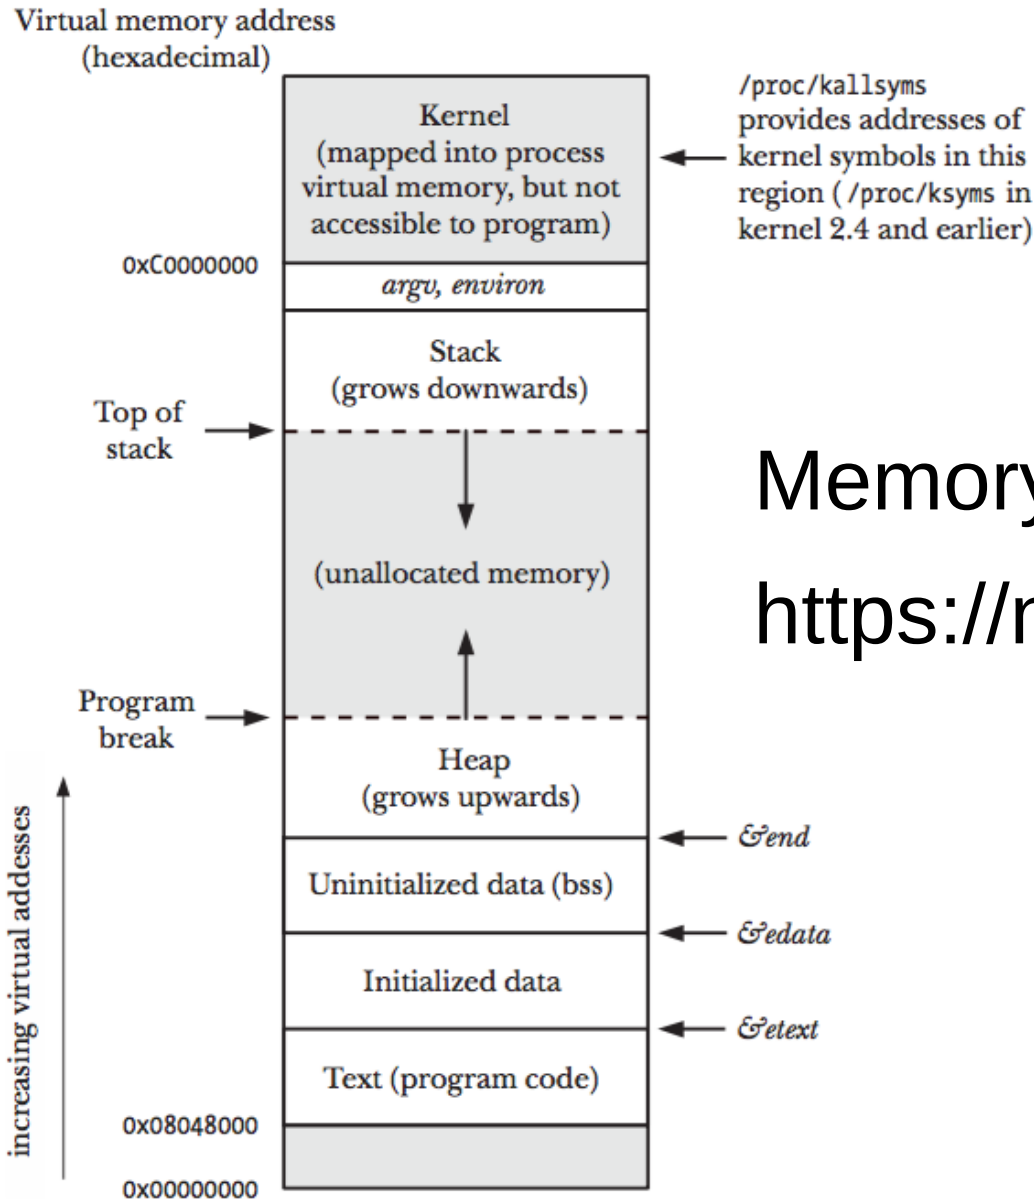 Virtual memory address
(hexadecimal)
/proc/kallsyms
provides addresses of
kernel symbols in this
region (/proc/ksyms in
kernel 2.4 and earlier)
Kernel
(mapped into process
virtual memory, but not
accessible to program)
0xC0000000
argv, environ
Stack
(grows downwards)
Top of
stack
Memory
https://
(unallocated memory)
Program
break
Heap
(grows upwards)
&end
Uninitialized data (bss)
&edata
Initialized data
&etext
Text (program code)
0x08048000
0x00000000
increasing virtual addesses